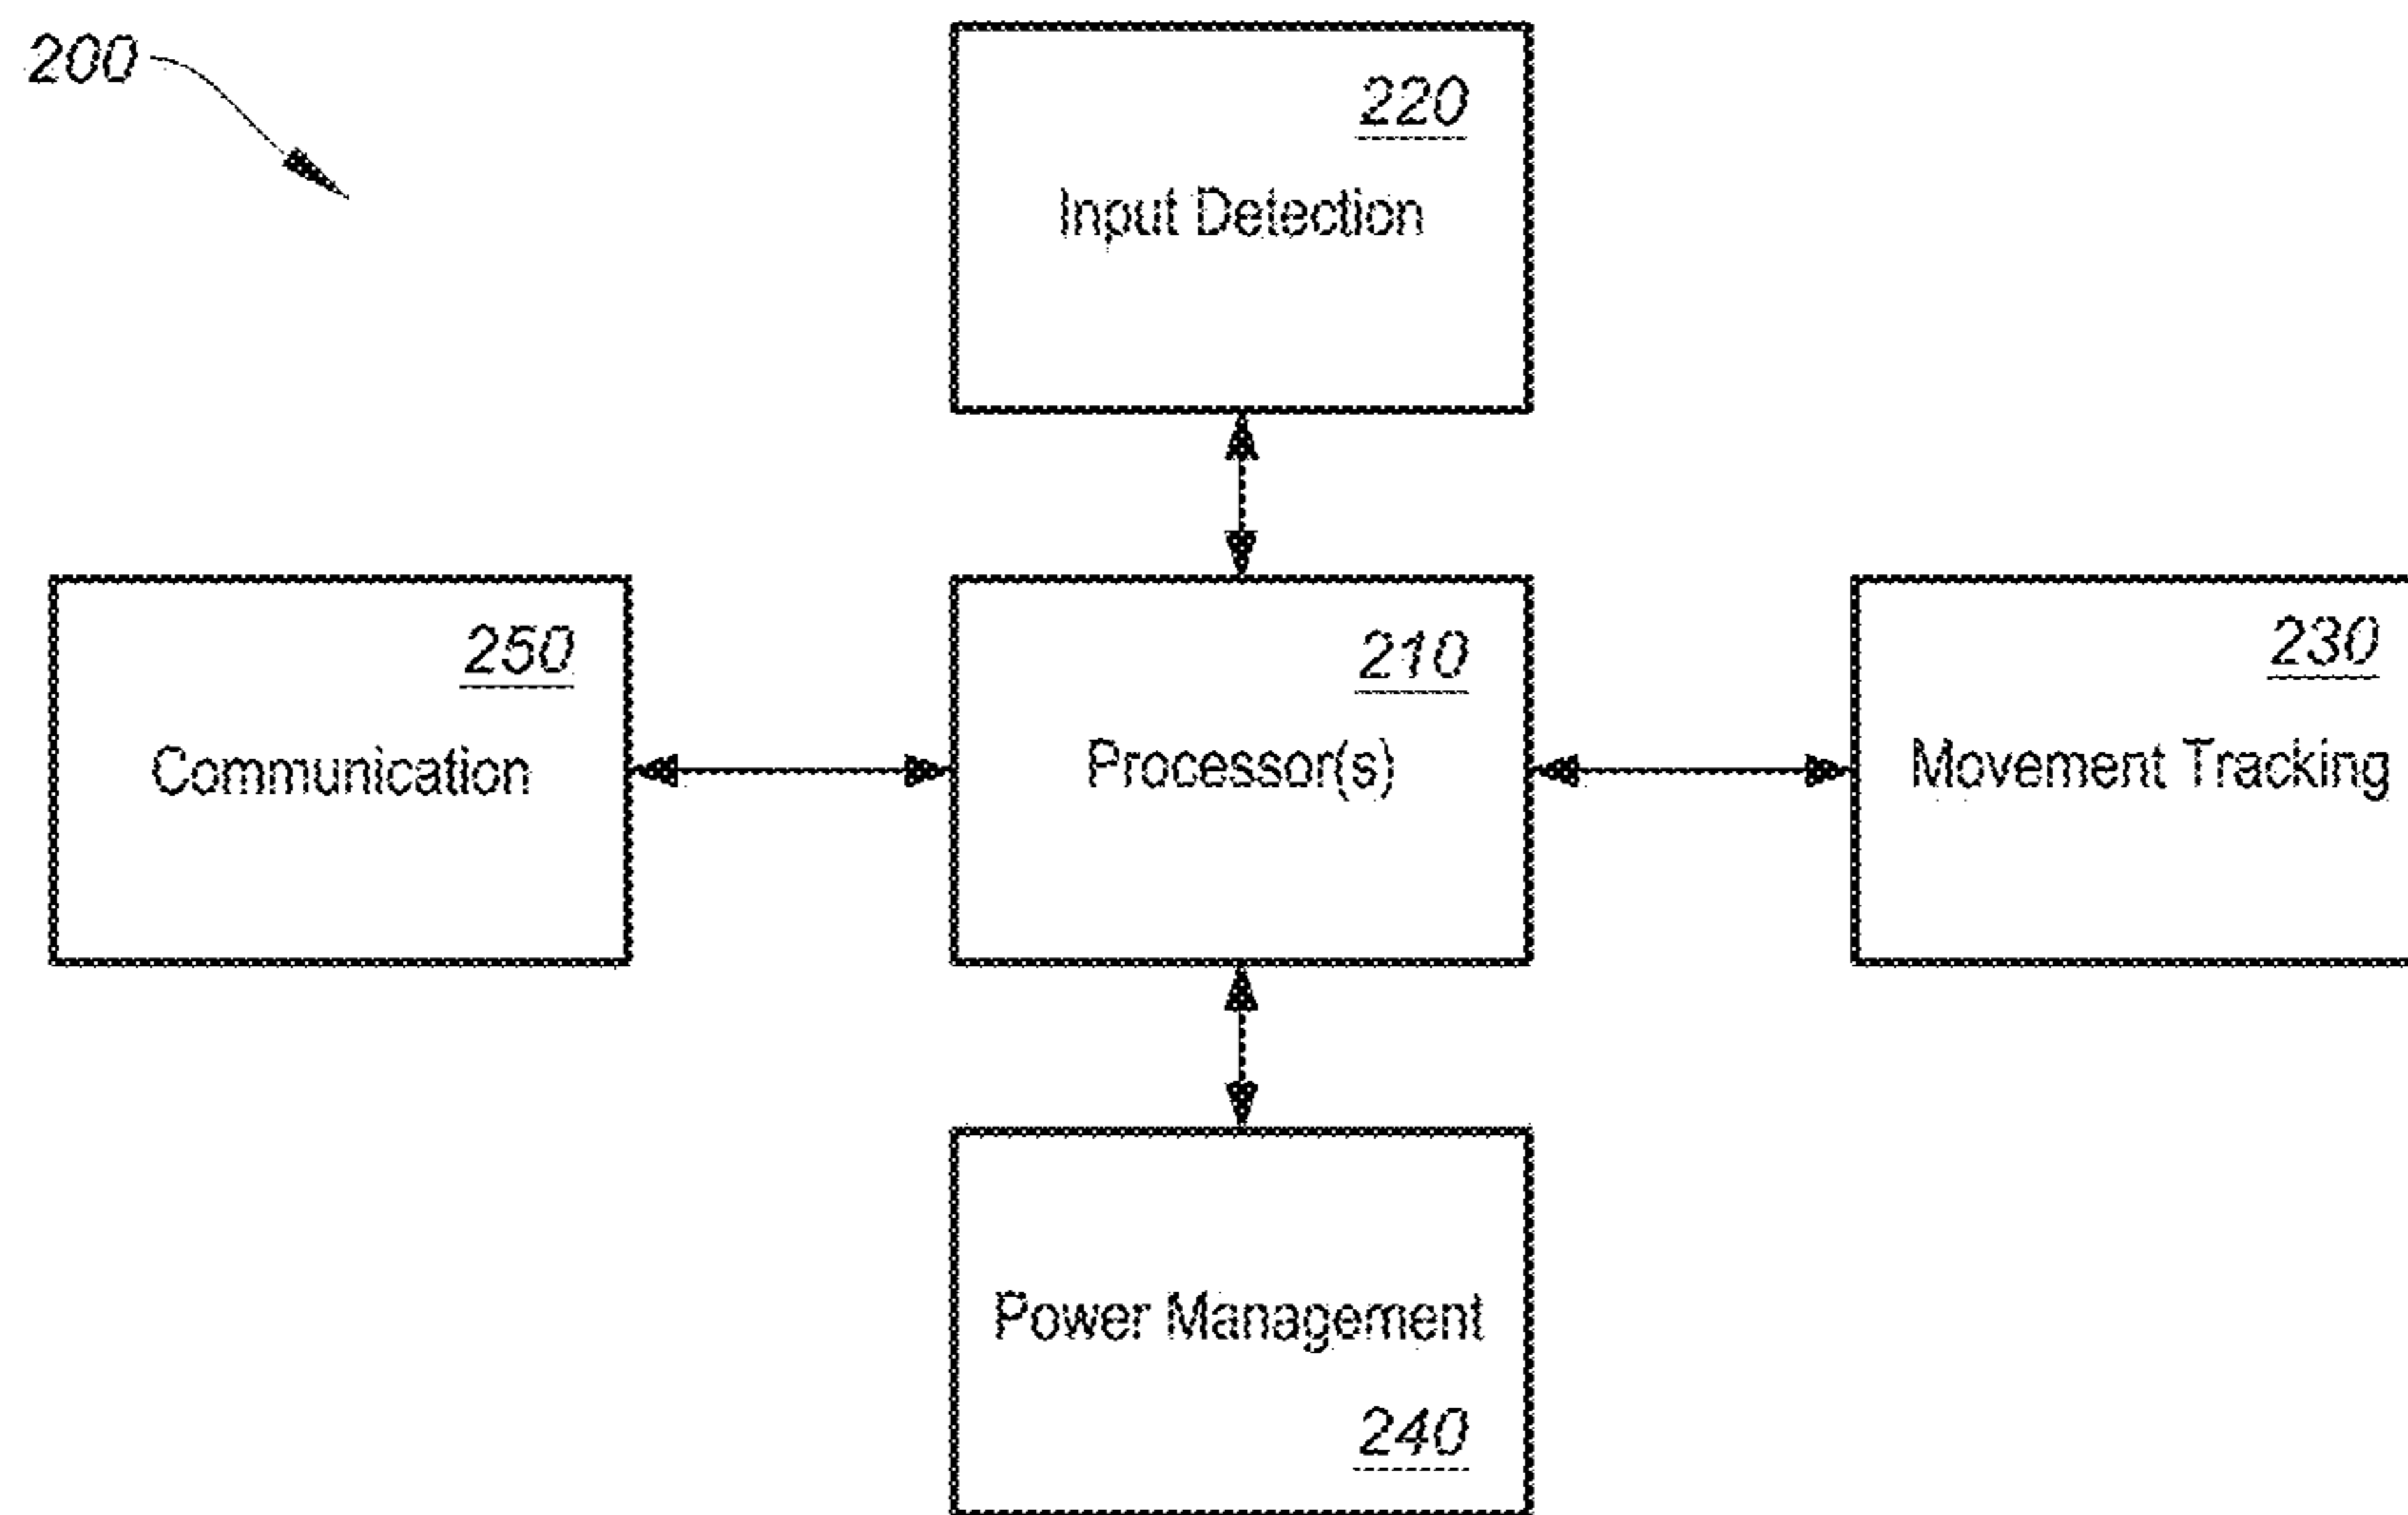 200
220
Input Detection
250
Communication
210
Processor(s)
230
Movement Tracking
Power Management
240